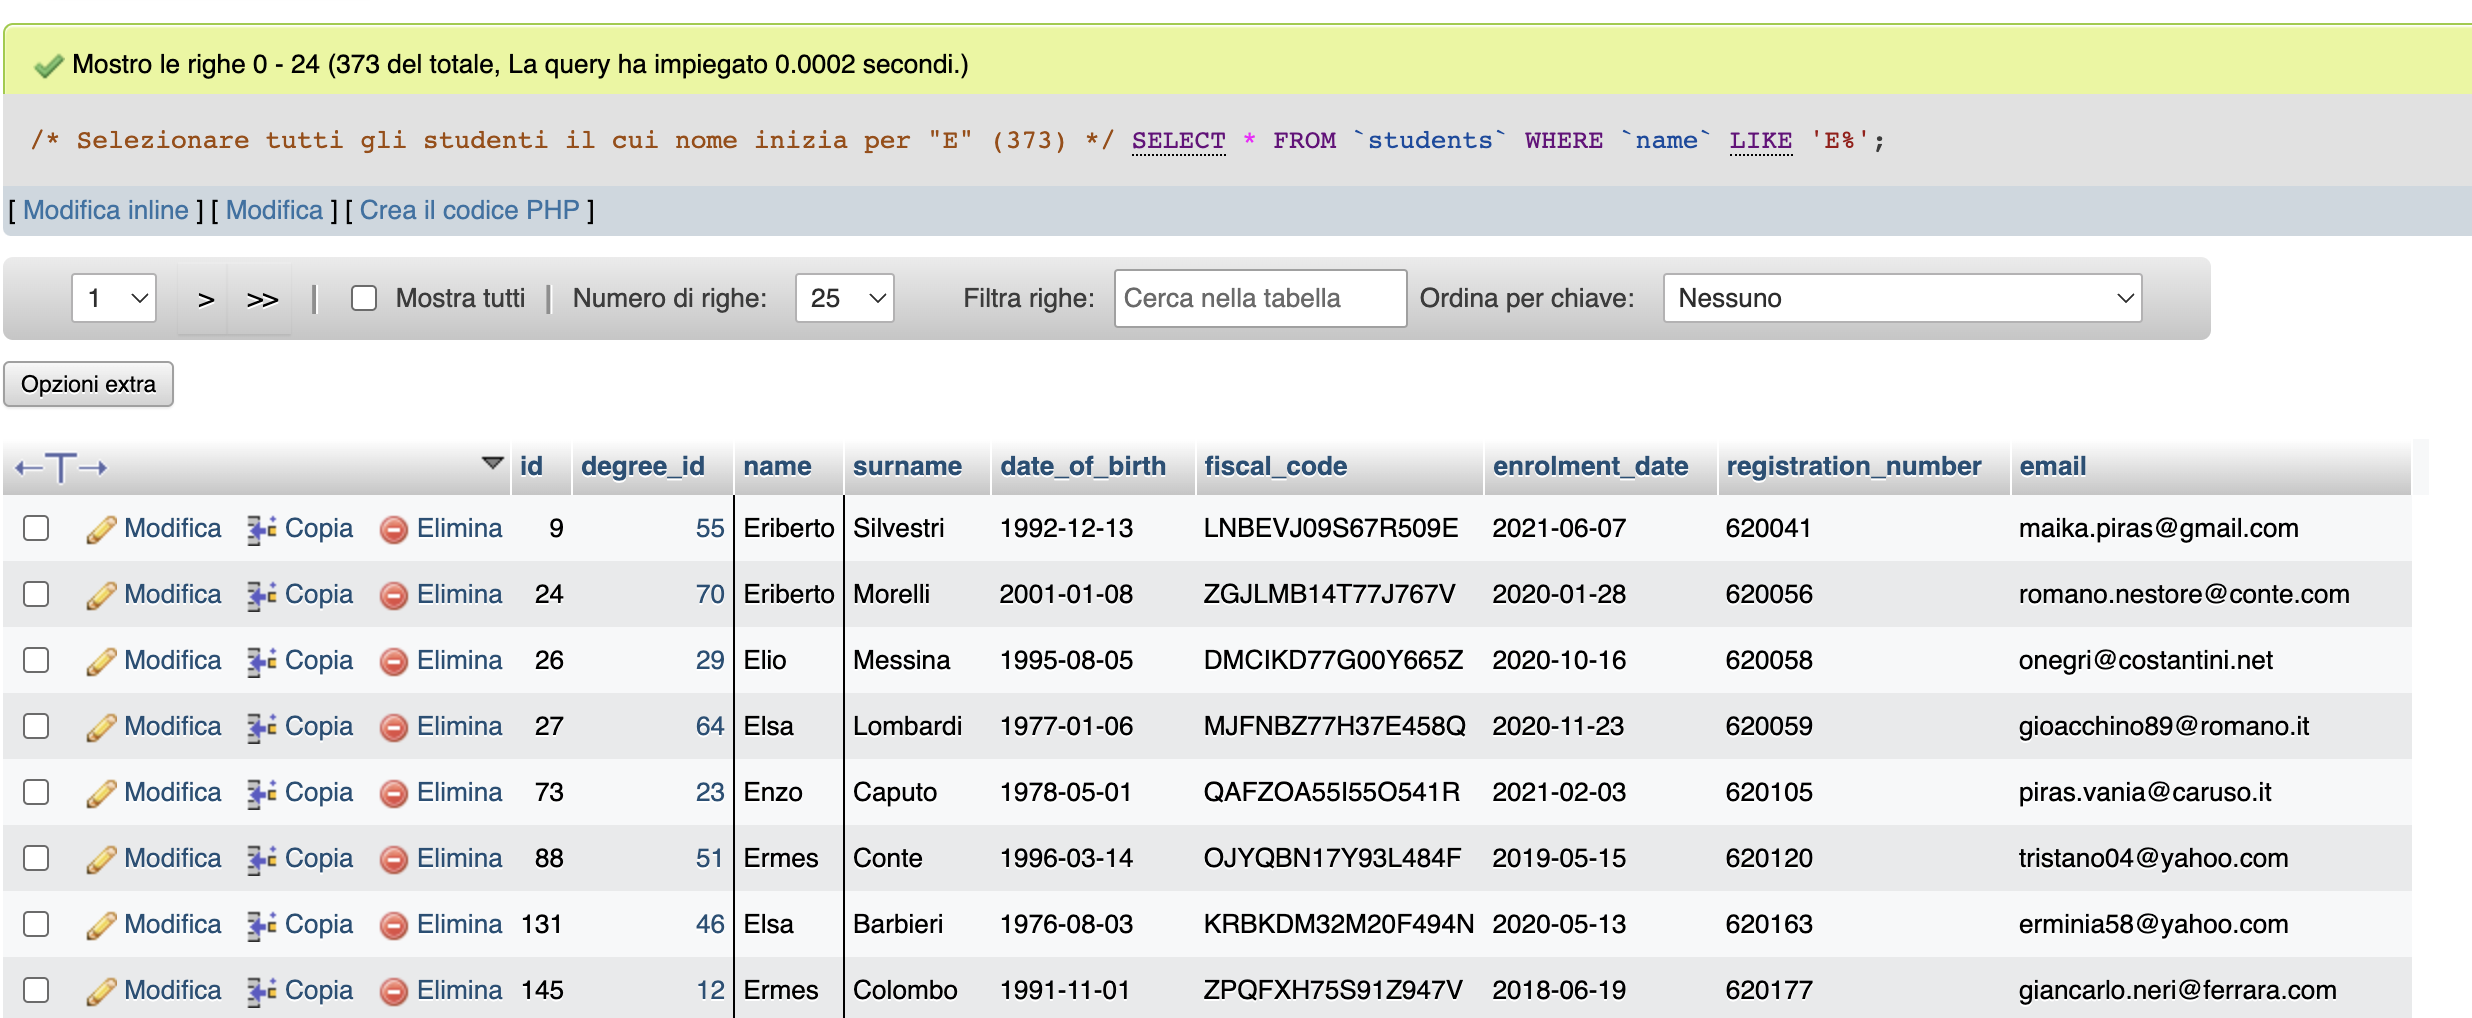 Mostro le righe 0 - 24 (373 del totale, La query ha impiegato 0.0002 secondi.)
/* Selezionare tutti gli studenti il cui nome inizia per "E" (373) */ SELECT * FROM `students` WHERE `name` LIKE 'E%';
[ Modifica inline ] [ Modifica ] [ Crea il codice PHP ]
1 > >> | Mostra tutti | Numero di righe: 25 Filtra righe: Cerca nella tabella Ordina per chiave: Nessuno
Opzioni extra
←T→ id degree_id name surname date_of_birth fiscal_code enrolment_date registration_number email
Modifica Copia Elimina 9 55 Eriberto Silvestri 1992-12-13 LNBEVJ09S67R509E 2021-06-07 620041 maika.piras@gmail.com
Modifica Copia Elimina 24 70 Eriberto Morelli 2001-01-08 ZGJLMB14T77J767V 2020-01-28 620056 romano.nestore@conte.com
Modifica Copia Elimina 26 29 Elio Messina 1995-08-05 DMCIKD77G00Y665Z 2020-10-16 620058 onegri@costantini.net
Modifica Copia Elimina 27 64 Elsa Lombardi 1977-01-06 MJFNBZ77H37E458Q 2020-11-23 620059 gioacchino89@romano.it
Modifica Copia Elimina 73 23 Enzo Caputo 1978-05-01 QAFZOA55I55O541R 2021-02-03 620105 piras.vania@caruso.it
Modifica Copia Elimina 88 51 Ermes Conte 1996-03-14 OJYQBN17Y93L484F 2019-05-15 620120 tristano04@yahoo.com
Modifica Copia Elimina 131 46 Elsa Barbieri 1976-08-03 KRBKDM32M20F494N 2020-05-13 620163 erminia58@yahoo.com
Modifica Copia Elimina 145 12 Ermes Colombo 1991-11-01 ZPQFXH75S91Z947V 2018-06-19 620177 giancarlo.neri@ferrara.com